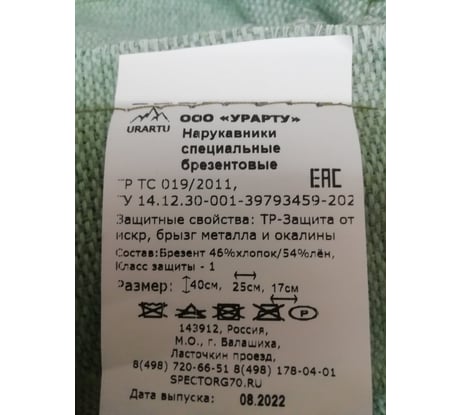 URARTU
ООО «УРАРТУ»
Нарукавники
специальные
брезентовые
ТР ТС 019/2011,
EAC
ТУ 14.12.30-001-39793459-202
Защитные свойства: ТР-Защита от
искр, брызг металла и окалины
Состав:Брезент 46%хлопок/54%лён,
Класс защиты - 1
Размер: 40см, 25см, 17см
P
143912, Россия,
М.О., г. Балашиха,
Ласточкин проезд,
8(498) 720-66-51 8(498) 178-04-01
SPECTORG70.RU
Дата выпуска: 08.2022